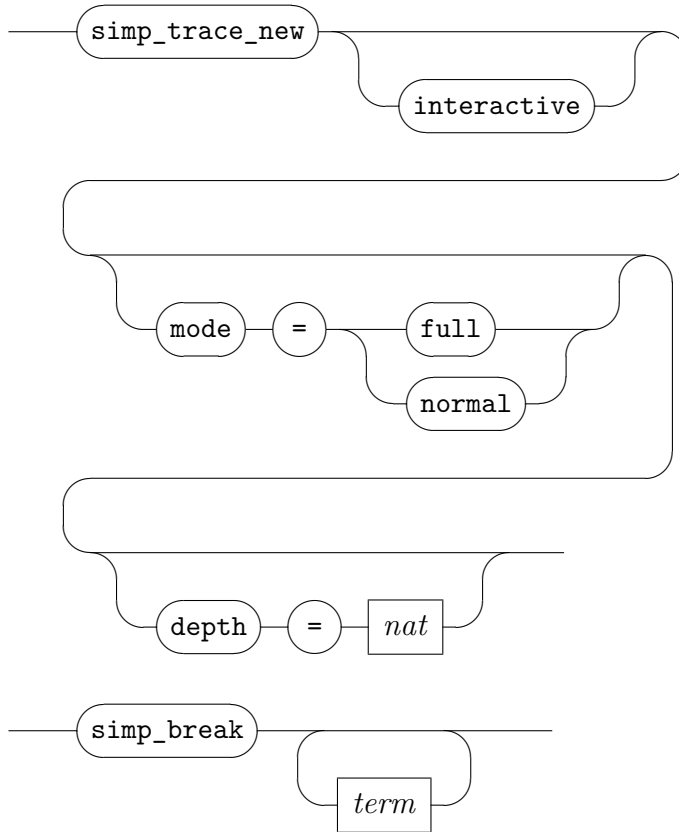 simp_trace_new
interactive
mode = full
normal
depth = nat
simp_break
term